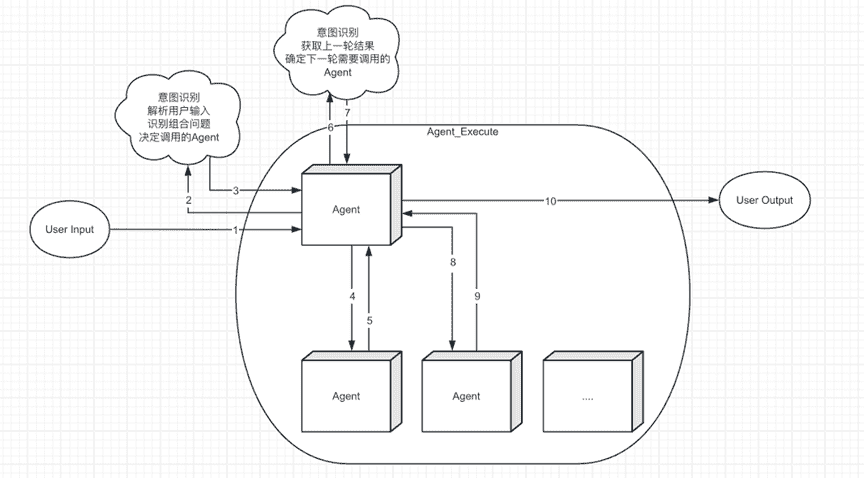 意图识别
获取上一轮结果
确定下一轮需要调用的
Agent
意图识别
解析用户输入
识别组合问题
决定调用的Agent
6
7
Agent_Execute
3
2
Agent
10
User Output
User Input
1
8
4
9
5
Agent
Agent
....